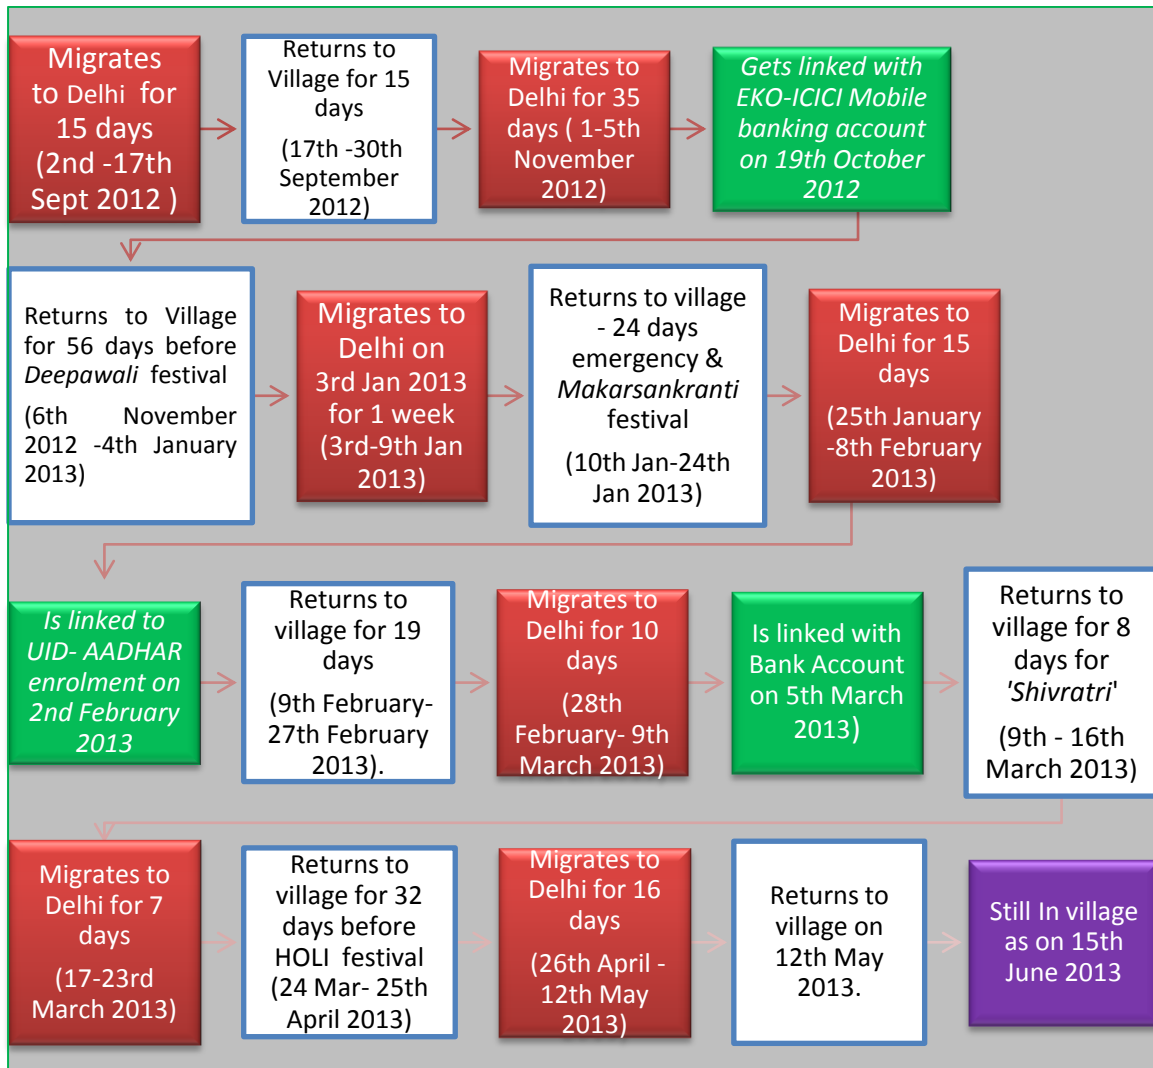 Migrates
to Delhi for
15 days
(2nd -17th
Sept 2012 )
Returns to
Village for 15
days
(17th -30th
September
2012)
Migrates to
Delhi for 35
days ( 1-5th
November
2012)
Gets linked with
EKO-ICICI Mobile
banking account
on 19th October
2012
Returns to Village
for 56 days before
Deepawali festival
(6th November
2012 -4th January
2013)
Migrates to
Delhi on
3rd Jan 2013
for 1 week
(3rd-9th Jan
2013)
Returns to village
- 24 days
emergency &
Makarsankranti
festival
(10th Jan-24th
Jan 2013)
Migrates to
Delhi for 15
days
(25th January
-8th February
2013)
Is linked to
UID- AADHAR
enrolment on
2nd February
2013
Returns to
village for 19
days
(9th February-
27th February
2013).
Migrates to
Delhi for 10
days
(28th
February- 9th
March 2013)
Is linked with
Bank Account
on 5th March
2013)
Returns to
village for 8
days for
'Shivratri'
(9th - 16th
March 2013)
Migrates to
Delhi for 7
days
(17-23rd
March 2013)
Returns to
village for 32
days before
HOLI festival
(24 Mar- 25th
April 2013)
Migrates to
Delhi for 16
days
(26th April -
12th May
2013)
Returns to
village on
12th May
2013.
Still In village
as on 15th
June 2013